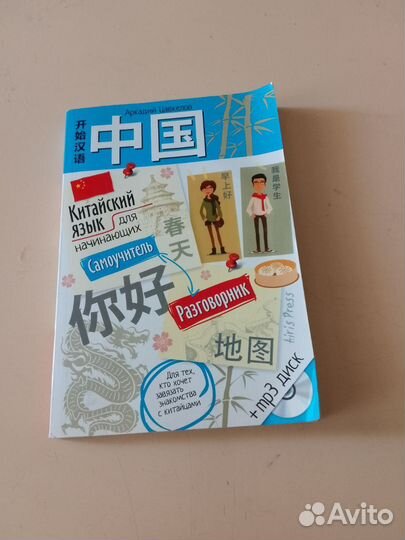 Аркадий Цавкелов
开始汉语
中国
早上好
我是学生
Китайский
язык для
начинающих
Самоучитель
春天
你好
Разговорник
Airis Press
地图
Для тех,
кто хочет
завязать
знакомства
с китайцами
+ mp3 диск
Avito